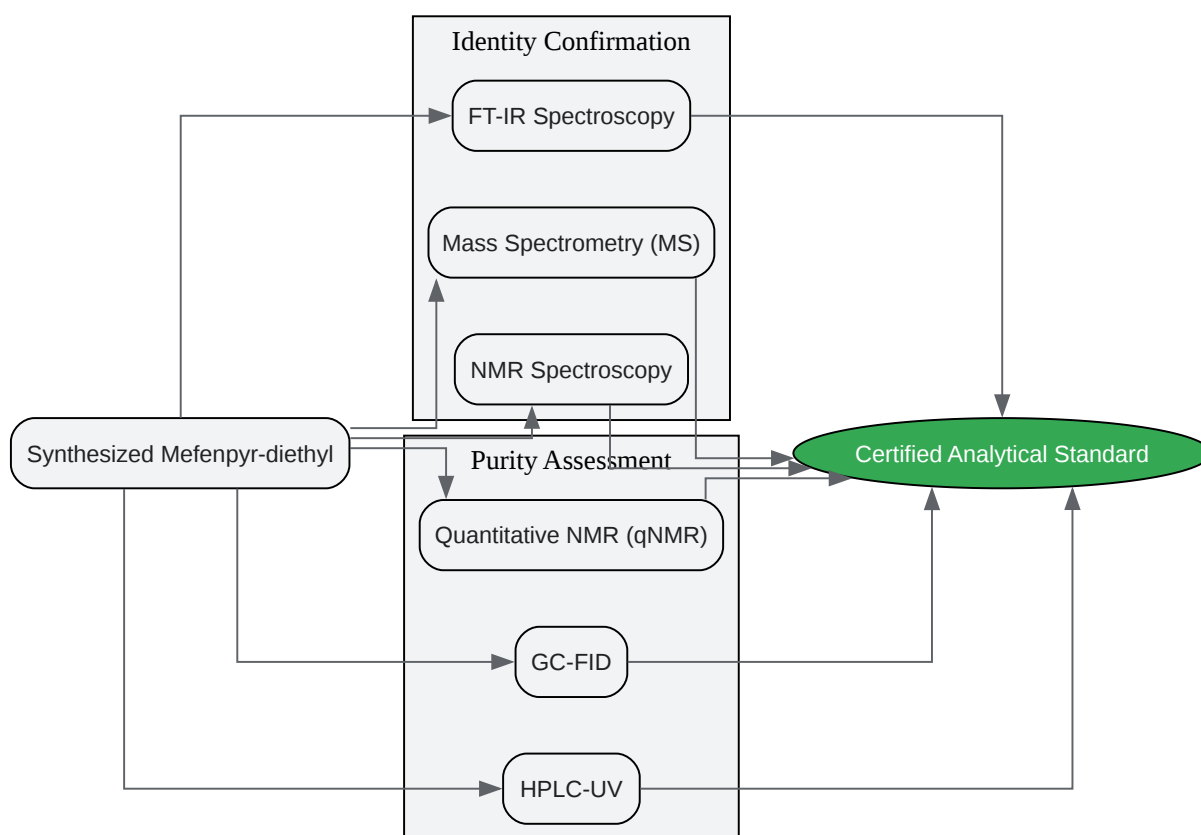 Identity Confirmation
FT-IR Spectroscopy
Mass Spectrometry (MS)
NMR Spectroscopy
Synthesized Mefenpyr-diethyl
Certified Analytical Standard
Purity Assessment
Quantitative NMR (qNMR)
GC-FID
HPLC-UV